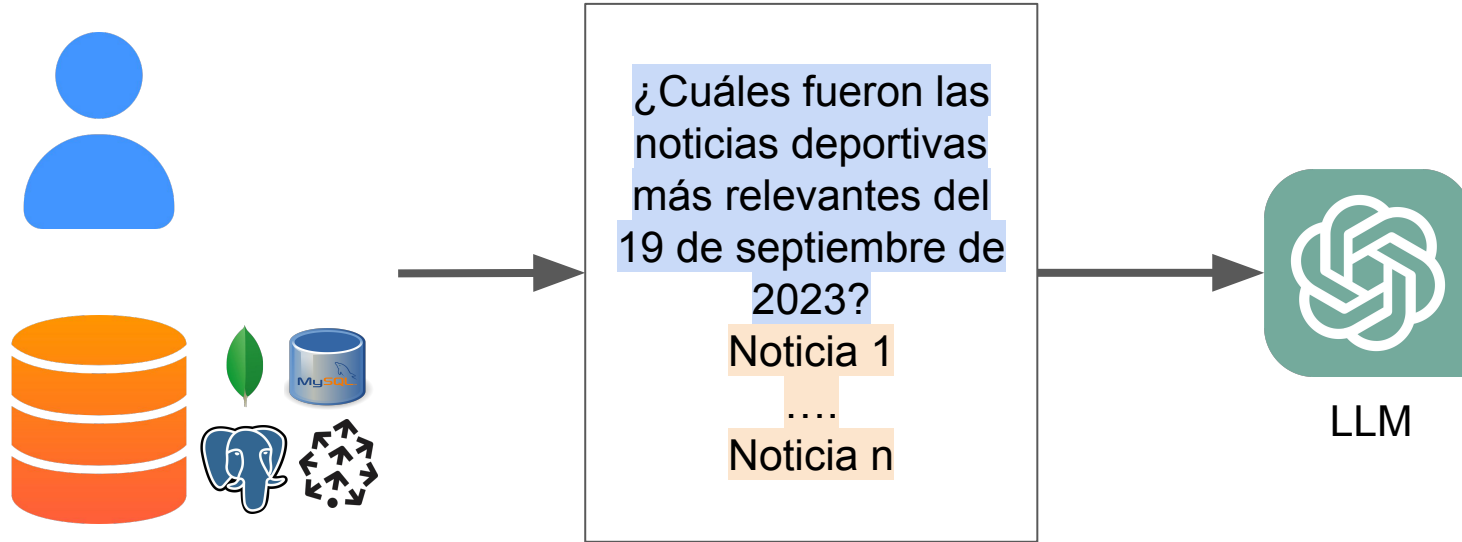 ¿Cuáles fueron las
noticias deportivas
más relevantes del
19 de septiembre de
2023?
Noticia 1
....
Noticia n
MySQL
LLM